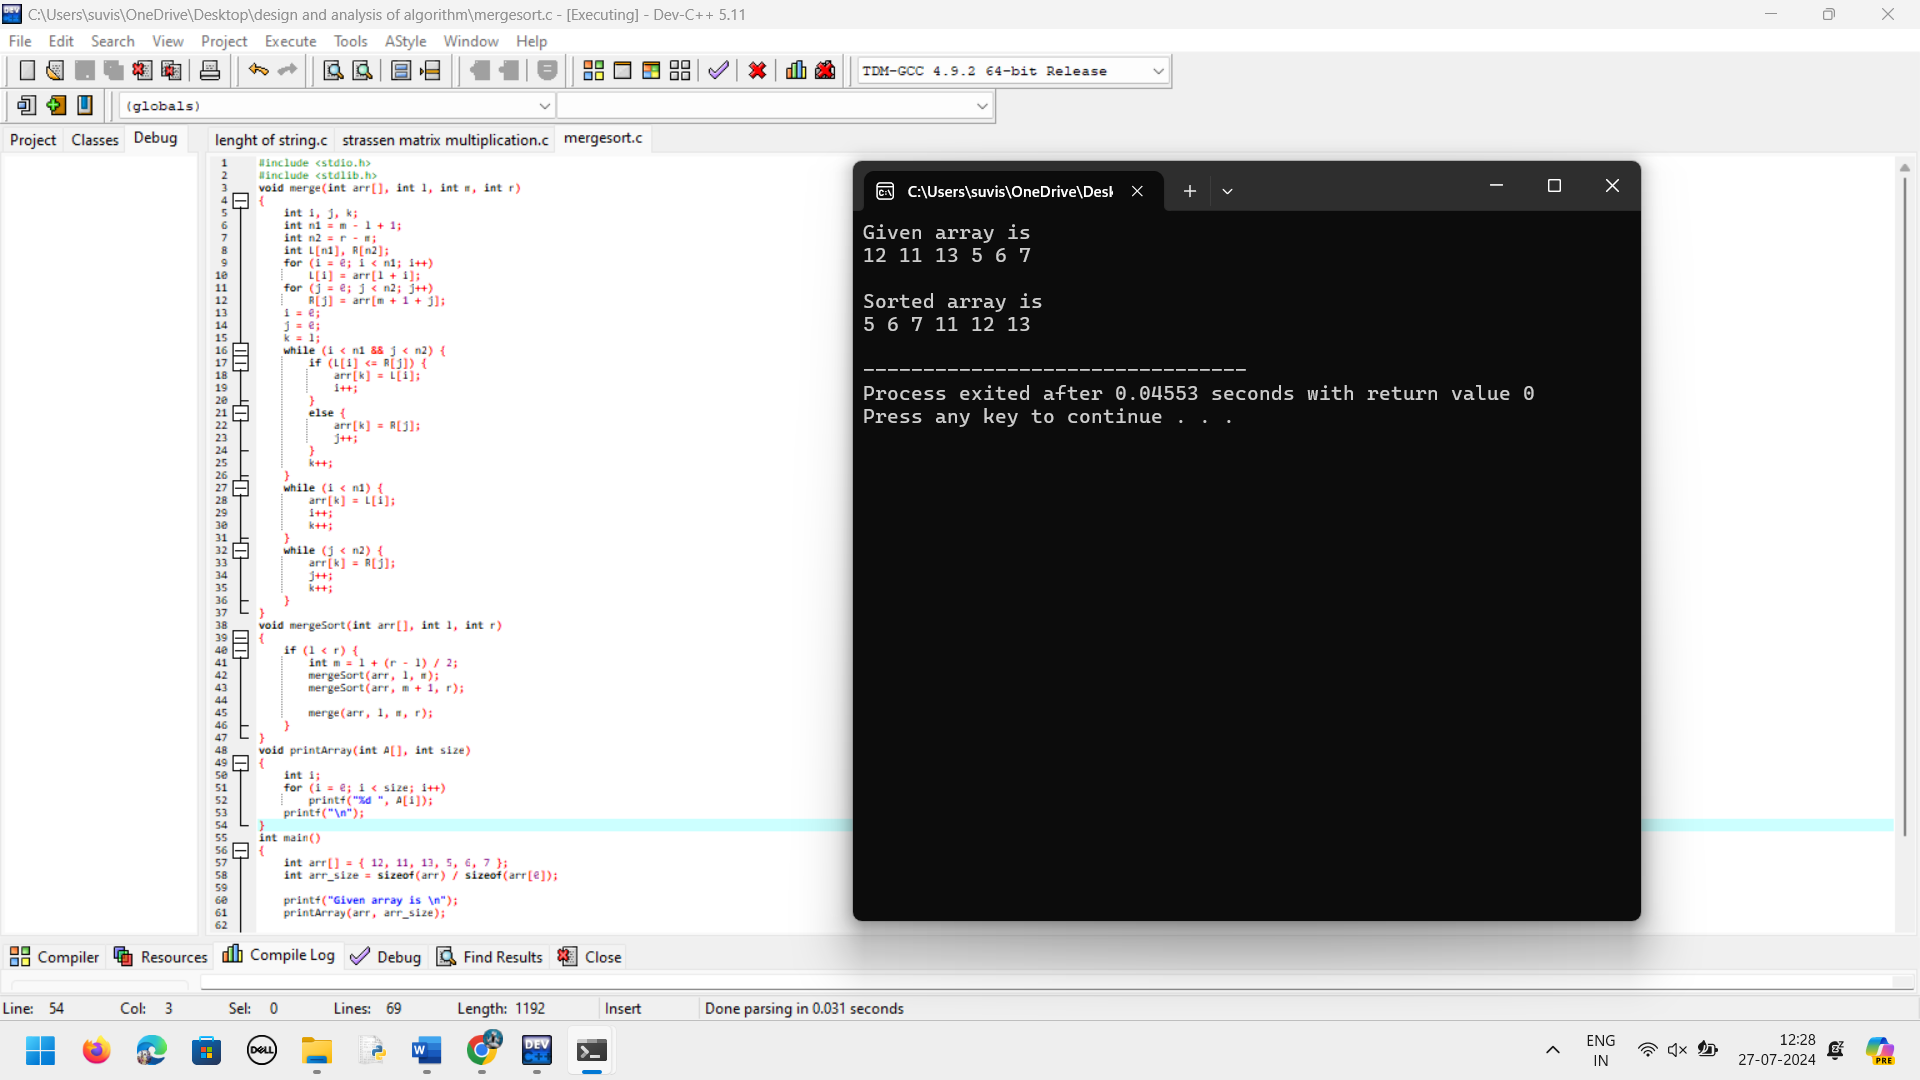 C:\Users\suvis\OneDrive\Desktop\design and analysis of algorithm\mergesort.c - [Executing] - Dev-C++ 5.11
File Edit Search View Project Execute Tools AStyle Window Help
TDM-GCC 4.9.2 64-bit Release
(globals)
Project Classes Debug
lenght of string.c strassen matrix multiplication.c mergesort.c
1 #include <stdio.h>
2 #include <stdlib.h>
3 void merge(int arr[], int l, int m, int r)
4 {
5 int i, j, k;
6 int n1 = m - l + 1;
7 int n2 = r - m;
8 int L[n1], R[n2];
9 for (i = 0; i < n1; i++)
10 L[i] = arr[l + i];
11 for (j = 0; j < n2; j++)
12 R[j] = arr[m + 1 + j];
13 i = 0;
14 j = 0;
15 k = l;
16 while (i < n1 && j < n2) {
17 if (L[i] <= R[j]) {
18 arr[k] = L[i];
19 i++;
20 }
21 else {
22 arr[k] = R[j];
23 j++;
24 }
25 k++;
26 }
27 while (i < n1) {
28 arr[k] = L[i];
29 i++;
30 k++;
31 }
32 while (j < n2) {
33 arr[k] = R[j];
34 j++;
35 k++;
36 }
37 }
38 void mergeSort(int arr[], int l, int r)
39 {
40 if (l < r) {
41 int m = l + (r - l) / 2;
42 mergeSort(arr, l, m);
43 mergeSort(arr, m + 1, r);
44
45 merge(arr, l, m, r);
46 }
47 }
48 void printArray(int A[], int size)
49 {
50 int i;
51 for (i = 0; i < size; i++)
52 printf("%d ", A[i]);
53 printf("\n");
54 }
55 int main()
56 {
57 int arr[] = { 12, 11, 13, 5, 6, 7 };
58 int arr_size = sizeof(arr) / sizeof(arr[0]);
59
60 printf("Given array is \n");
61 printArray(arr, arr_size);
62
C:\Users\suvis\OneDrive\Desk
Given array is
12 11 13 5 6 7
Sorted array is
5 6 7 11 12 13
--------------------------------
Process exited after 0.04553 seconds with return value 0
Press any key to continue . . .
Compiler Resources Compile Log Debug Find Results Close
Line: 54 Col: 3 Sel: 0 Lines: 69 Length: 1192 Insert Done parsing in 0.031 seconds
DELL
DEV C++
ENG
IN
12:28
27-07-2024
PRE